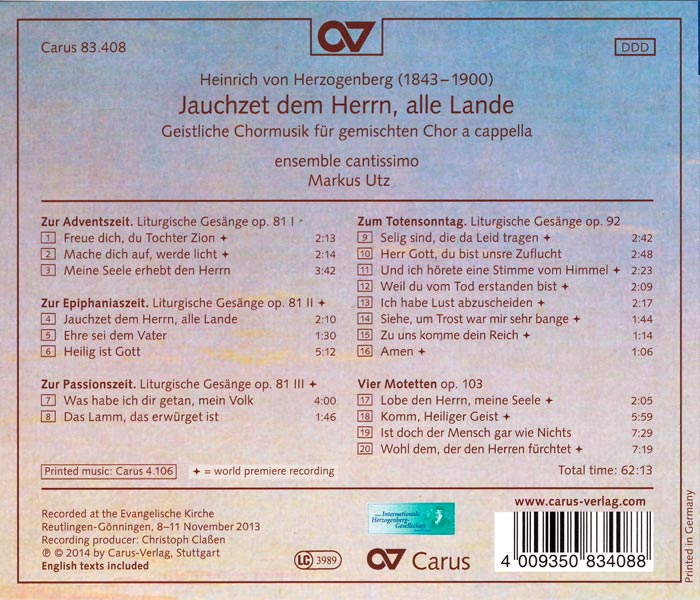 Carus 83.408
DDD
Heinrich von Herzogenberg (1843–1900)
Jauchzet dem Herrn, alle Lande
Geistliche Chormusik für gemischten Chor a cappella
ensemble cantissimo
Markus Utz
Zur Adventszeit. Liturgische Gesänge op. 81 I
1 Freue dich, du Tochter Zion ✦ 2:13
2 Mache dich auf, werde licht ✦ 2:14
3 Meine Seele erhebt den Herrn 3:42
Zur Epiphaniaszeit. Liturgische Gesänge op. 81 II ✦
4 Jauchzet dem Herrn, alle Lande 2:10
5 Ehre sei dem Vater 1:30
6 Heilig ist Gott 5:12
Zur Passionszeit. Liturgische Gesänge op. 81 III ✦
7 Was habe ich dir getan, mein Volk 4:00
8 Das Lamm, das erwürget ist 1:46
Printed music: Carus 4.106
✦ = world premiere recording
Zum Totensonntag. Liturgische Gesänge op. 92
9 Selig sind, die da Leid tragen ✦ 2:42
10 Herr Gott, du bist unsre Zuflucht 2:48
11 Und ich hörete eine Stimme vom Himmel ✦ 2:23
12 Weil du vom Tod erstanden bist ✦ 2:09
13 Ich habe Lust abzuscheiden ✦ 2:17
14 Siehe, um Trost war mir sehr bange ✦ 1:44
15 Zu uns komme dein Reich ✦ 1:14
16 Amen ✦ 1:06
Vier Motetten op. 103
17 Lobe den Herrn, meine Seele ✦ 2:05
18 Komm, Heiliger Geist ✦ 5:59
19 Ist doch der Mensch gar wie Nichts 7:29
20 Wohl dem, der den Herren fürchtet ✦ 7:19
Total time: 62:13
Recorded at the Evangelische Kirche
Reutlingen-Gönningen, 8–11 November 2013
Recording producer: Christoph Claßen
℗ © 2014 by Carus-Verlag, Stuttgart
English texts included
LC 3989
Internationale
Herzogenberg-
Gesellschaft
Carus
www.carus-verlag.com
4 009350 834088
Printed in Germany